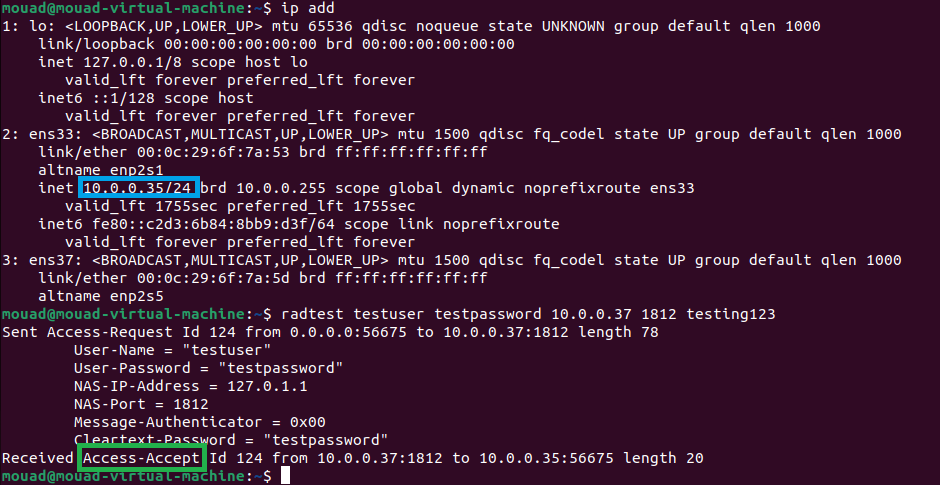 mouad@mouad-virtual-machine:~$ ip add
1: lo: <LOOPBACK,UP,LOWER_UP> mtu 65536 qdisc noqueue state UNKNOWN group default qlen 1000
    link/loopback 00:00:00:00:00:00 brd 00:00:00:00:00:00
    inet 127.0.0.1/8 scope host lo
       valid_lft forever preferred_lft forever
    inet6 ::1/128 scope host
       valid_lft forever preferred_lft forever
2: ens33: <BROADCAST,MULTICAST,UP,LOWER_UP> mtu 1500 qdisc fq_codel state UP group default qlen 1000
    link/ether 00:0c:29:6f:7a:53 brd ff:ff:ff:ff:ff:ff
    altname enp2s1
    inet 10.0.0.35/24 brd 10.0.0.255 scope global dynamic noprefixroute ens33
       valid_lft 1755sec preferred_lft 1755sec
    inet6 fe80::c2d3:6b84:8bb9:d3f/64 scope link noprefixroute
       valid_lft forever preferred_lft forever
3: ens37: <BROADCAST,MULTICAST,UP,LOWER_UP> mtu 1500 qdisc fq_codel state UP group default qlen 1000
    link/ether 00:0c:29:6f:7a:5d brd ff:ff:ff:ff:ff:ff
    altname enp2s5
mouad@mouad-virtual-machine:~$ radtest testuser testpassword 10.0.0.37 1812 testing123
Sent Access-Request Id 124 from 0.0.0.0:56675 to 10.0.0.37:1812 length 78
        User-Name = "testuser"
        User-Password = "testpassword"
        NAS-IP-Address = 127.0.1.1
        NAS-Port = 1812
        Message-Authenticator = 0x00
        Cleartext-Password = "testpassword"
Received Access-Accept Id 124 from 10.0.0.37:1812 to 10.0.0.35:56675 length 20
mouad@mouad-virtual-machine:~$